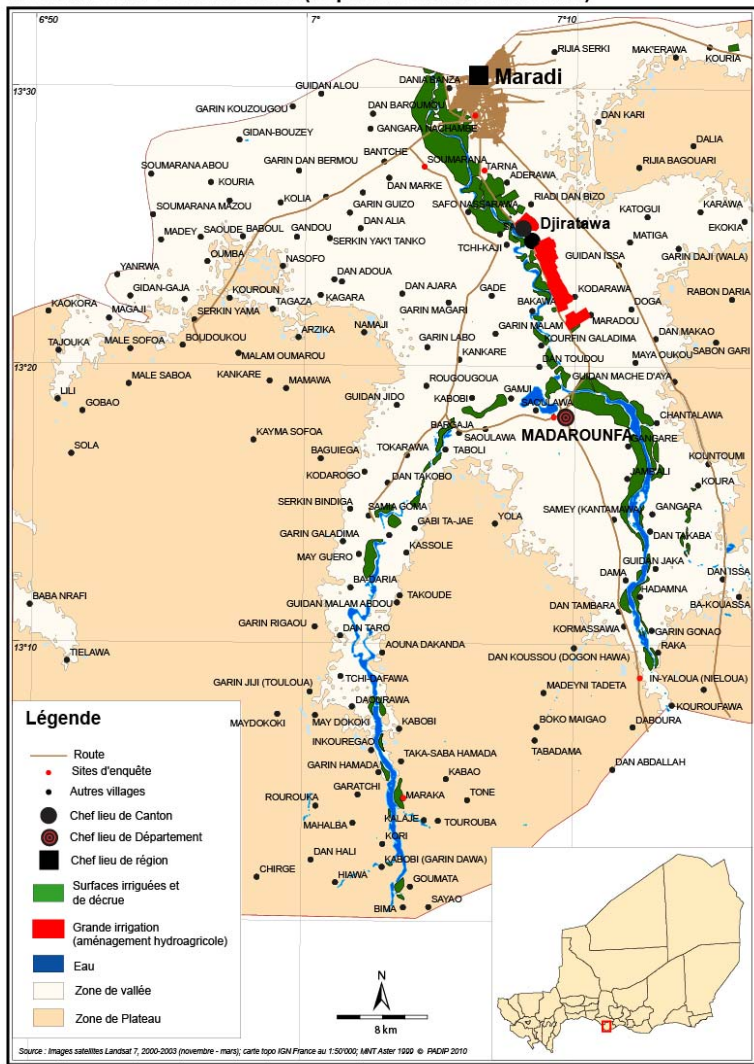 6°50
7°
7°10
RIJIA SERKI
MAK'ERAWA
KOURIA
Maradi
DANIA BANZA
13°30
GUIDAN ALOU
GARIN KOUZOUGOU
DAN BAROUMOU
DAN KARI
GANGARA NACHAMBE
GIDAN-BOUZEY
DALIA
BANTCHE
SOUMARANA
RIJIA BAGOUARI
SOUMARANA ABOU
GARIN DAN BERMOU
TARNA
ADERAWA
KOURIA
DAN MARKE
RIADI DAN BIZO
KOLIA
GARIN GUIZO
SAFO NASSARAWA
KATOGUI
KARAWA
SOUMARANA MAZOU
DAN ALIA
Djiratawa
EKOKIA
MADEY
SAOUDE BABOUL
GANDOU
SERKIN YAK'I TANKO
TCHI-KAJI
MATIGA
OUMBA
GUIDAN ISSA
GARIN DAJI (WALA)
YANRWA
NASOFO
DAN ADOUA
GIDAN-GAJA
KOUROUN
KAGARA
DAN AJARA
GADE
KODARAWA
RABON DARIA
KAOKORA
MAGAJI
SERKIN YAMA
TAGAZA
GARIN MAGARI
BAKAWA
DOGA
NAMAJI
MARADOU
TAJOUKA
MALE SOFOA
BOUDOUKOU
ARZIKA
GARIN MALAM
KOURFIN GALADIMA
DAN MAKAO
GARIN LABO
SABON GARI
MALAM OUMAROU
KANKARE
DAN TOUDOU
MAYA OUKOU
13°20
MALE SABOA
KANKARE
MAMAWA
ROUGOUGOUA
GUIDAN MACHE D'AYA
LILI
GOBAO
GUIDAN JIDO
KABOBI
GAMJI
SAOULAWA
CHANTALAWA
SOLA
KAYMA SOFOA
BARGAJA
SAOULAWA
MADAROUNFA
GANGARE
BAGUIEGA
TOKARAWA
TABOLI
KOUNTOUMI
KODAROGO
DAN TAKOBO
JAMBALI
KOURA
SERKIN BINDIGA
SAMIA GOMA
YOLA
SAMEY (KANTAMAWA)
GANGARA
GARIN GALADIMA
GABI TA-JAE
DAN TAKABA
MAY GUERO
KASSOLE
GUIDAN JAKA
DAMA
DAN ISSA
BABA NRAFI
BA-DARIA
TAKOUDE
HADAMNA
GUIDAN MALAM ABDOU
DAN TAMBARA
BA-KOUASSA
GARIN RIGAOU
DAN TARO
KORMASSAWA
GARIN GONAO
13°10
TIELAWA
AOUNA DAKANDA
DAN KOUSSOU (DOGON HAWA)
RAKA
GARIN JIJI (TOULOUA)
TCHI-DAFAWA
MADEYNI TADETA
IN-YALOUA (NIELOUA)
DAOURAWA
KOUROUFAWA
MAYDOKOKI
MAY DOKOKI
KABOBI
BOKO MAIGAO
DABOURA
INKOUREGAO
TABADAMA
TAKA-SABA HAMADA
DAN ABDALLAH
GARIN HAMADA
KABAO
GARATCHI
MARAKA
TONE
ROUROUKA
KALAJE
TOUROUBA
MAHALBA
KORI
DAN HALI
KABOBI (GARIN DAWA)
CHIRGE
HIAWA
GOUMATA
BIMA
SAYAO
Légende
Route
Sites d'enquête
Autres villages
Chef lieu de Canton
Chef lieu de Département
Chef lieu de région
Surfaces irriguées et
de décrue
Grande irrigation
(aménagement hydroagricole)
Eau
Zone de vallée
Zone de Plateau
N
8 km
Source : Images satellites Landsat 7, 2000-2003 (novembre - mars); carte topo IGN France au 1:50'000; MNT Aster 1999 © PADIP 2010